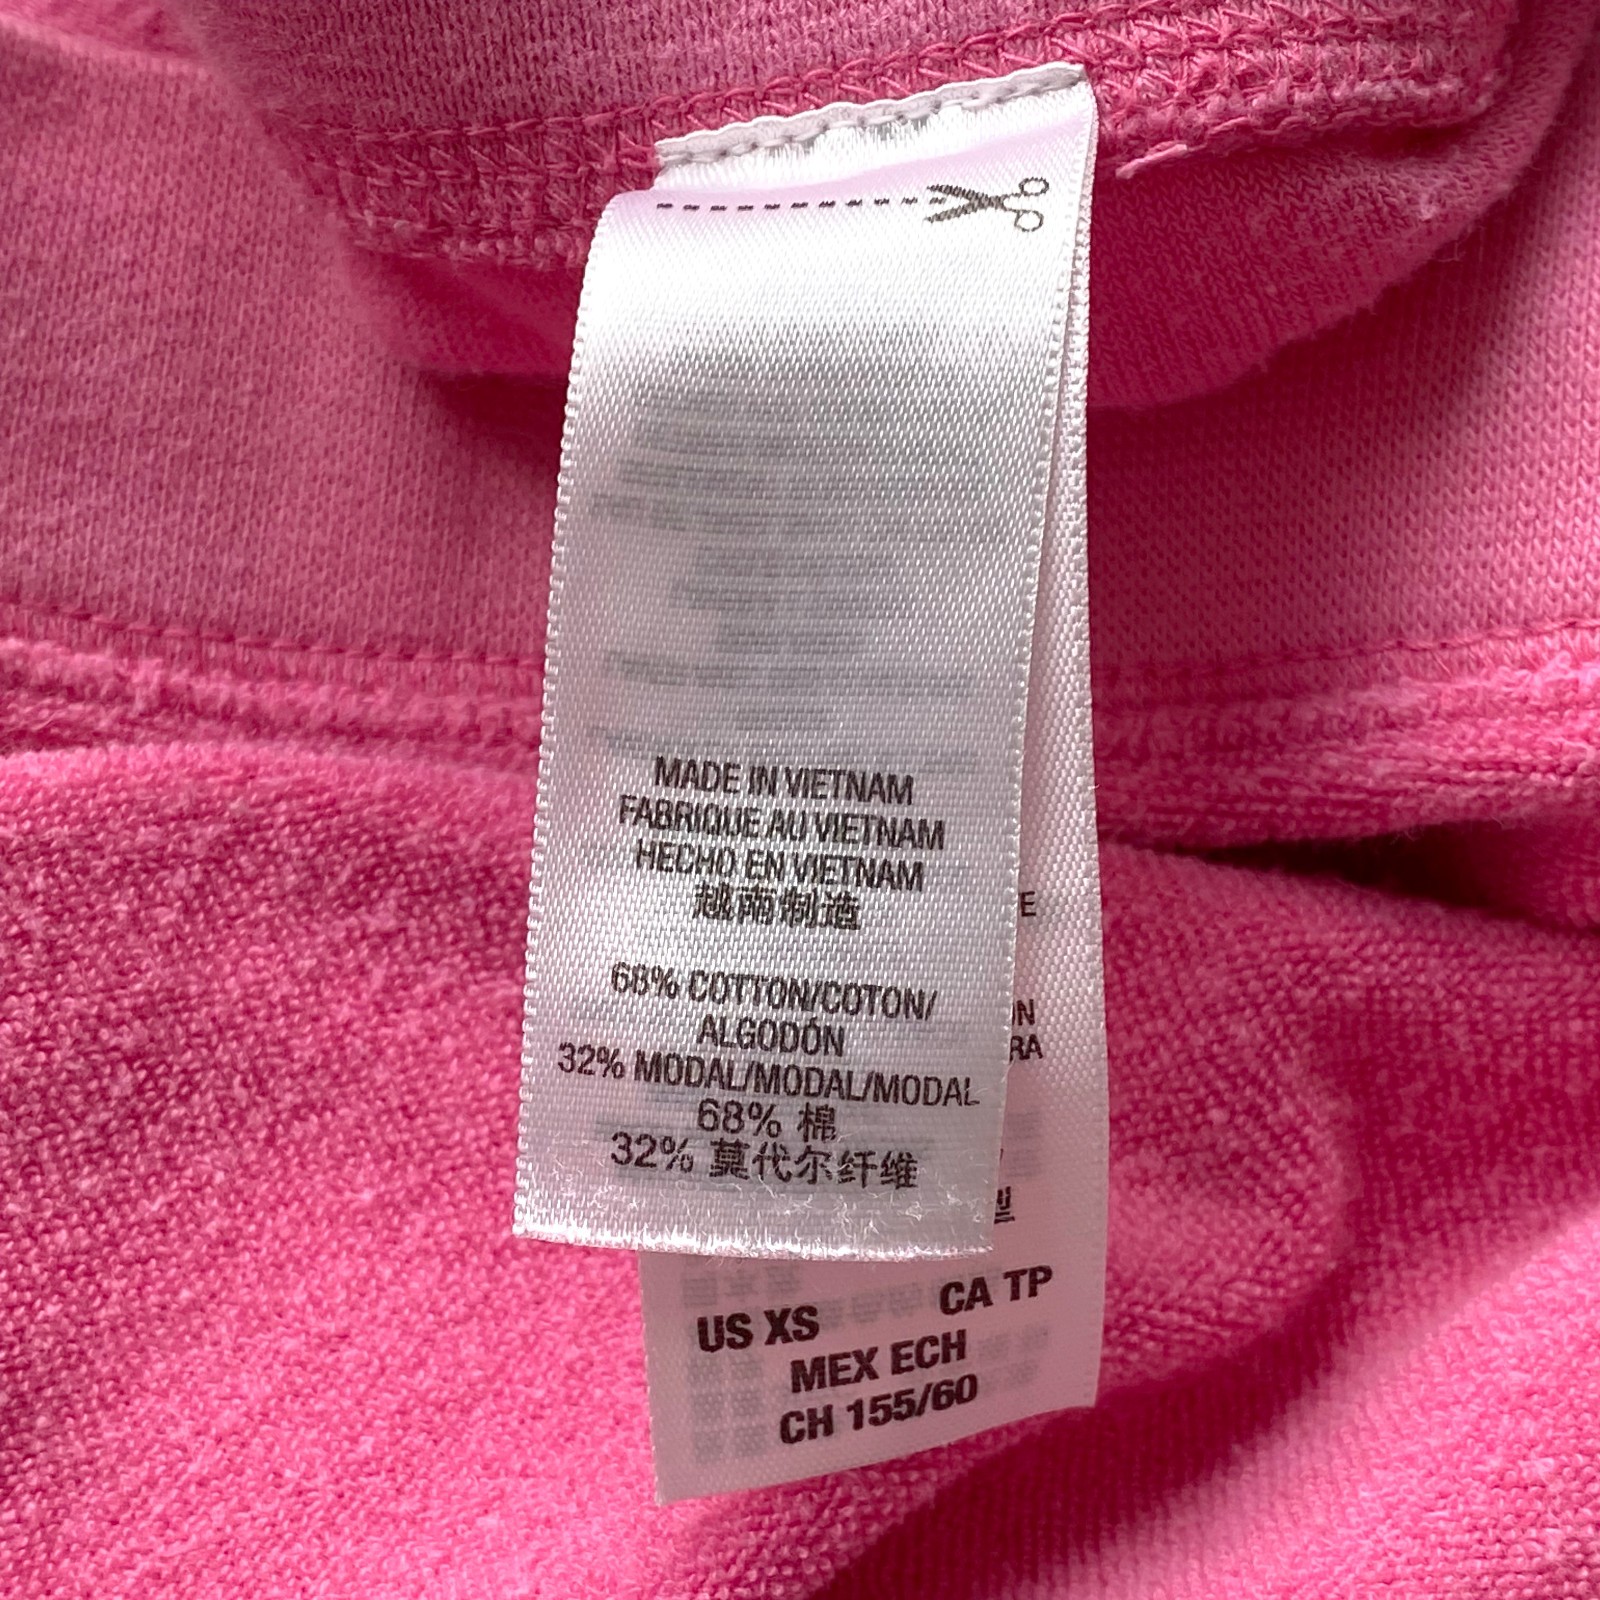 MADE IN VIETNAM
FABRIQUE AU VIETNAM
HECHO EN VIETNAM
越南制造
68% COTTON/COTON/
ALGODÓN
32% MODAL/MODAL/MODAL
68% 棉
32% 莫代尔纤维
US XS CA TP
MEX ECH
CH 155/60